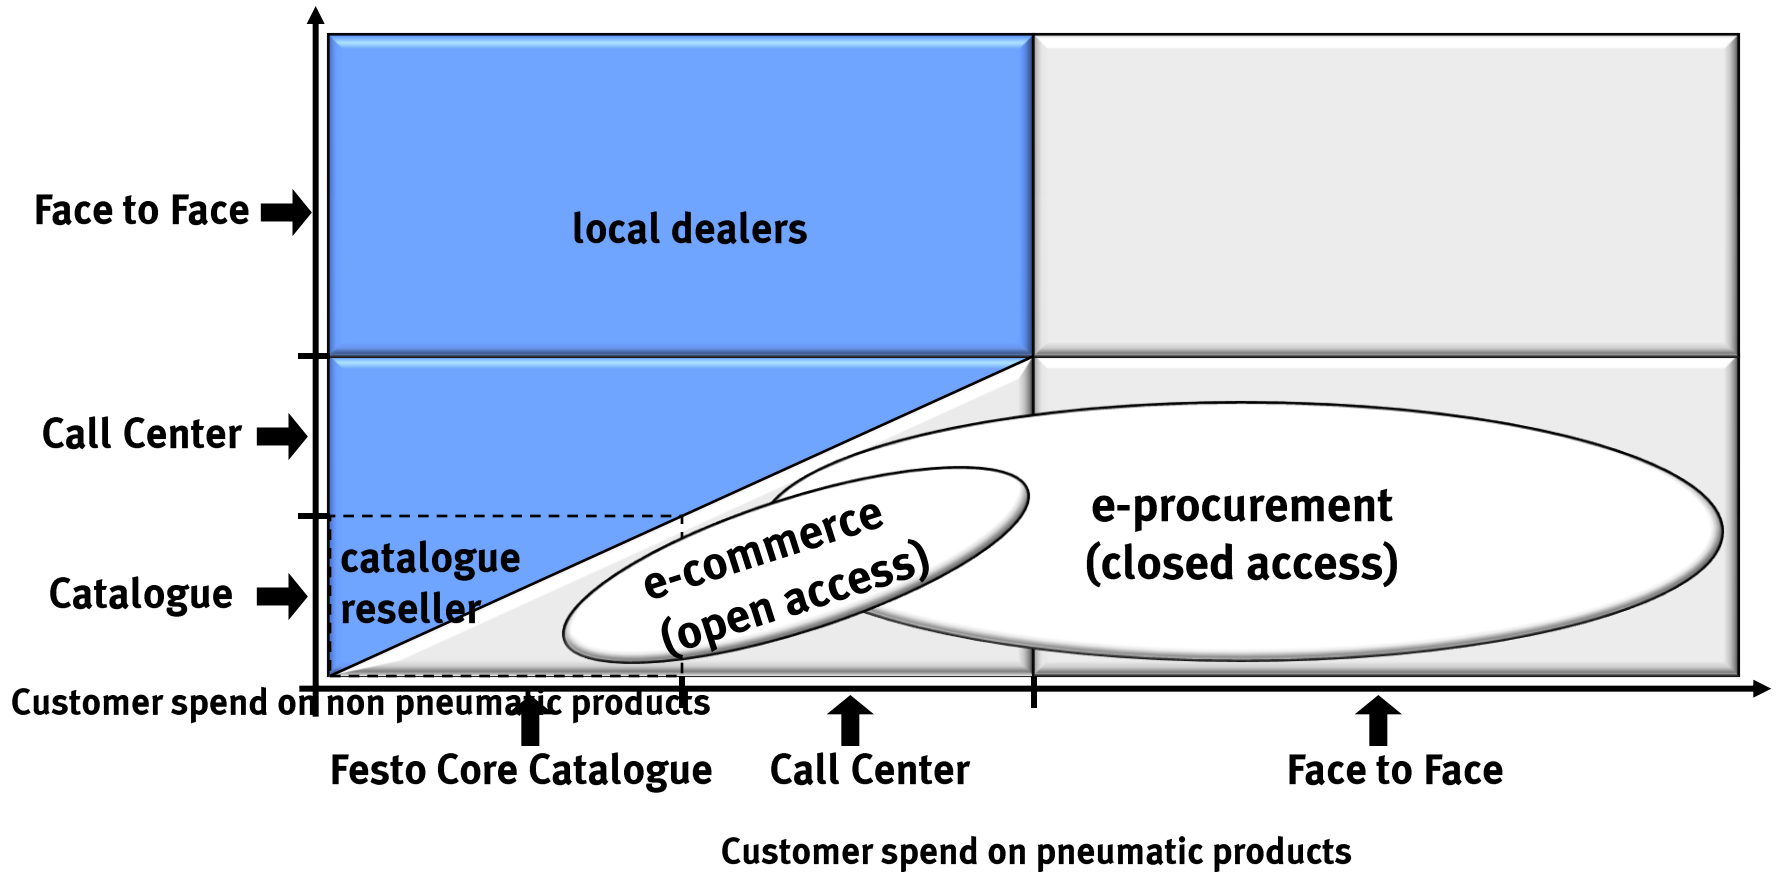 Face to Face
local dealers
Call Center
e-procurement
(closed access)
e-commerce
(open access)
catalogue
reseller
Catalogue
Customer spend on non pneumatic products
Festo Core Catalogue
Call Center
Face to Face
Customer spend on pneumatic products